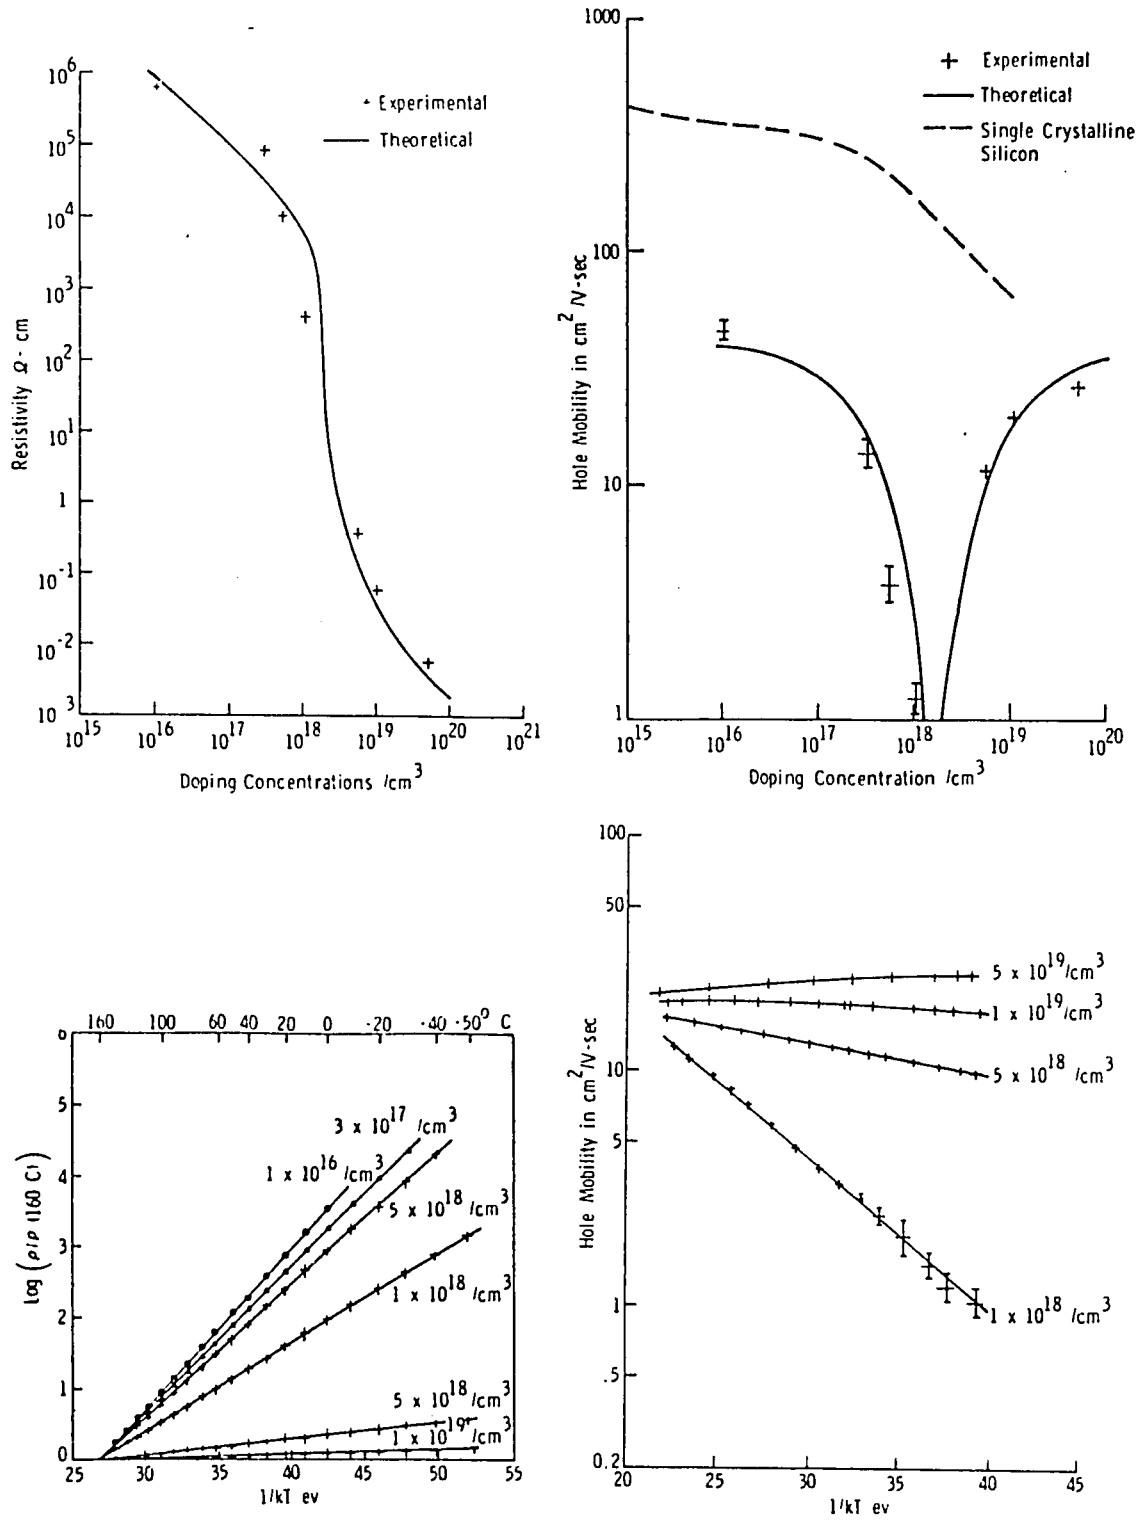 10^6
10^5
10^4
10^3
10^2
10^1
1
10^-1
10^-2
10^3
Resistivity Ω - cm
+ Experimental
Theoretical
10^15 10^16 10^17 10^18 10^19 10^20 10^21
Doping Concentrations /cm^3
1000
100
10
1
Hole Mobility in cm^2 /V-sec
+ Experimental
Theoretical
Single Crystalline
Silicon
10^15 10^16 10^17 10^18 10^19 10^20
Doping Concentration /cm^3
160 100 60 40 20 0 -20 -40 -50° C
6
5
4
3
2
1
0
Log (ρ/ρ (160 C)
3 x 10^17 /cm^3
1 x 10^16 /cm^3
5 x 10^18 /cm^3
1 x 10^18 /cm^3
5 x 10^18 /cm^3
1 x 10^19 /cm^3
25 30 35 40 45 50 55
1/kT ev
100
50
10
5
1
.5
0.2
Hole Mobility in cm^2/V-sec
5 x 10^19 /cm^3
1 x 10^19 /cm^3
5 x 10^18 /cm^3
1 x 10^18 /cm^3
20 25 30 35 40 45
1/kT ev